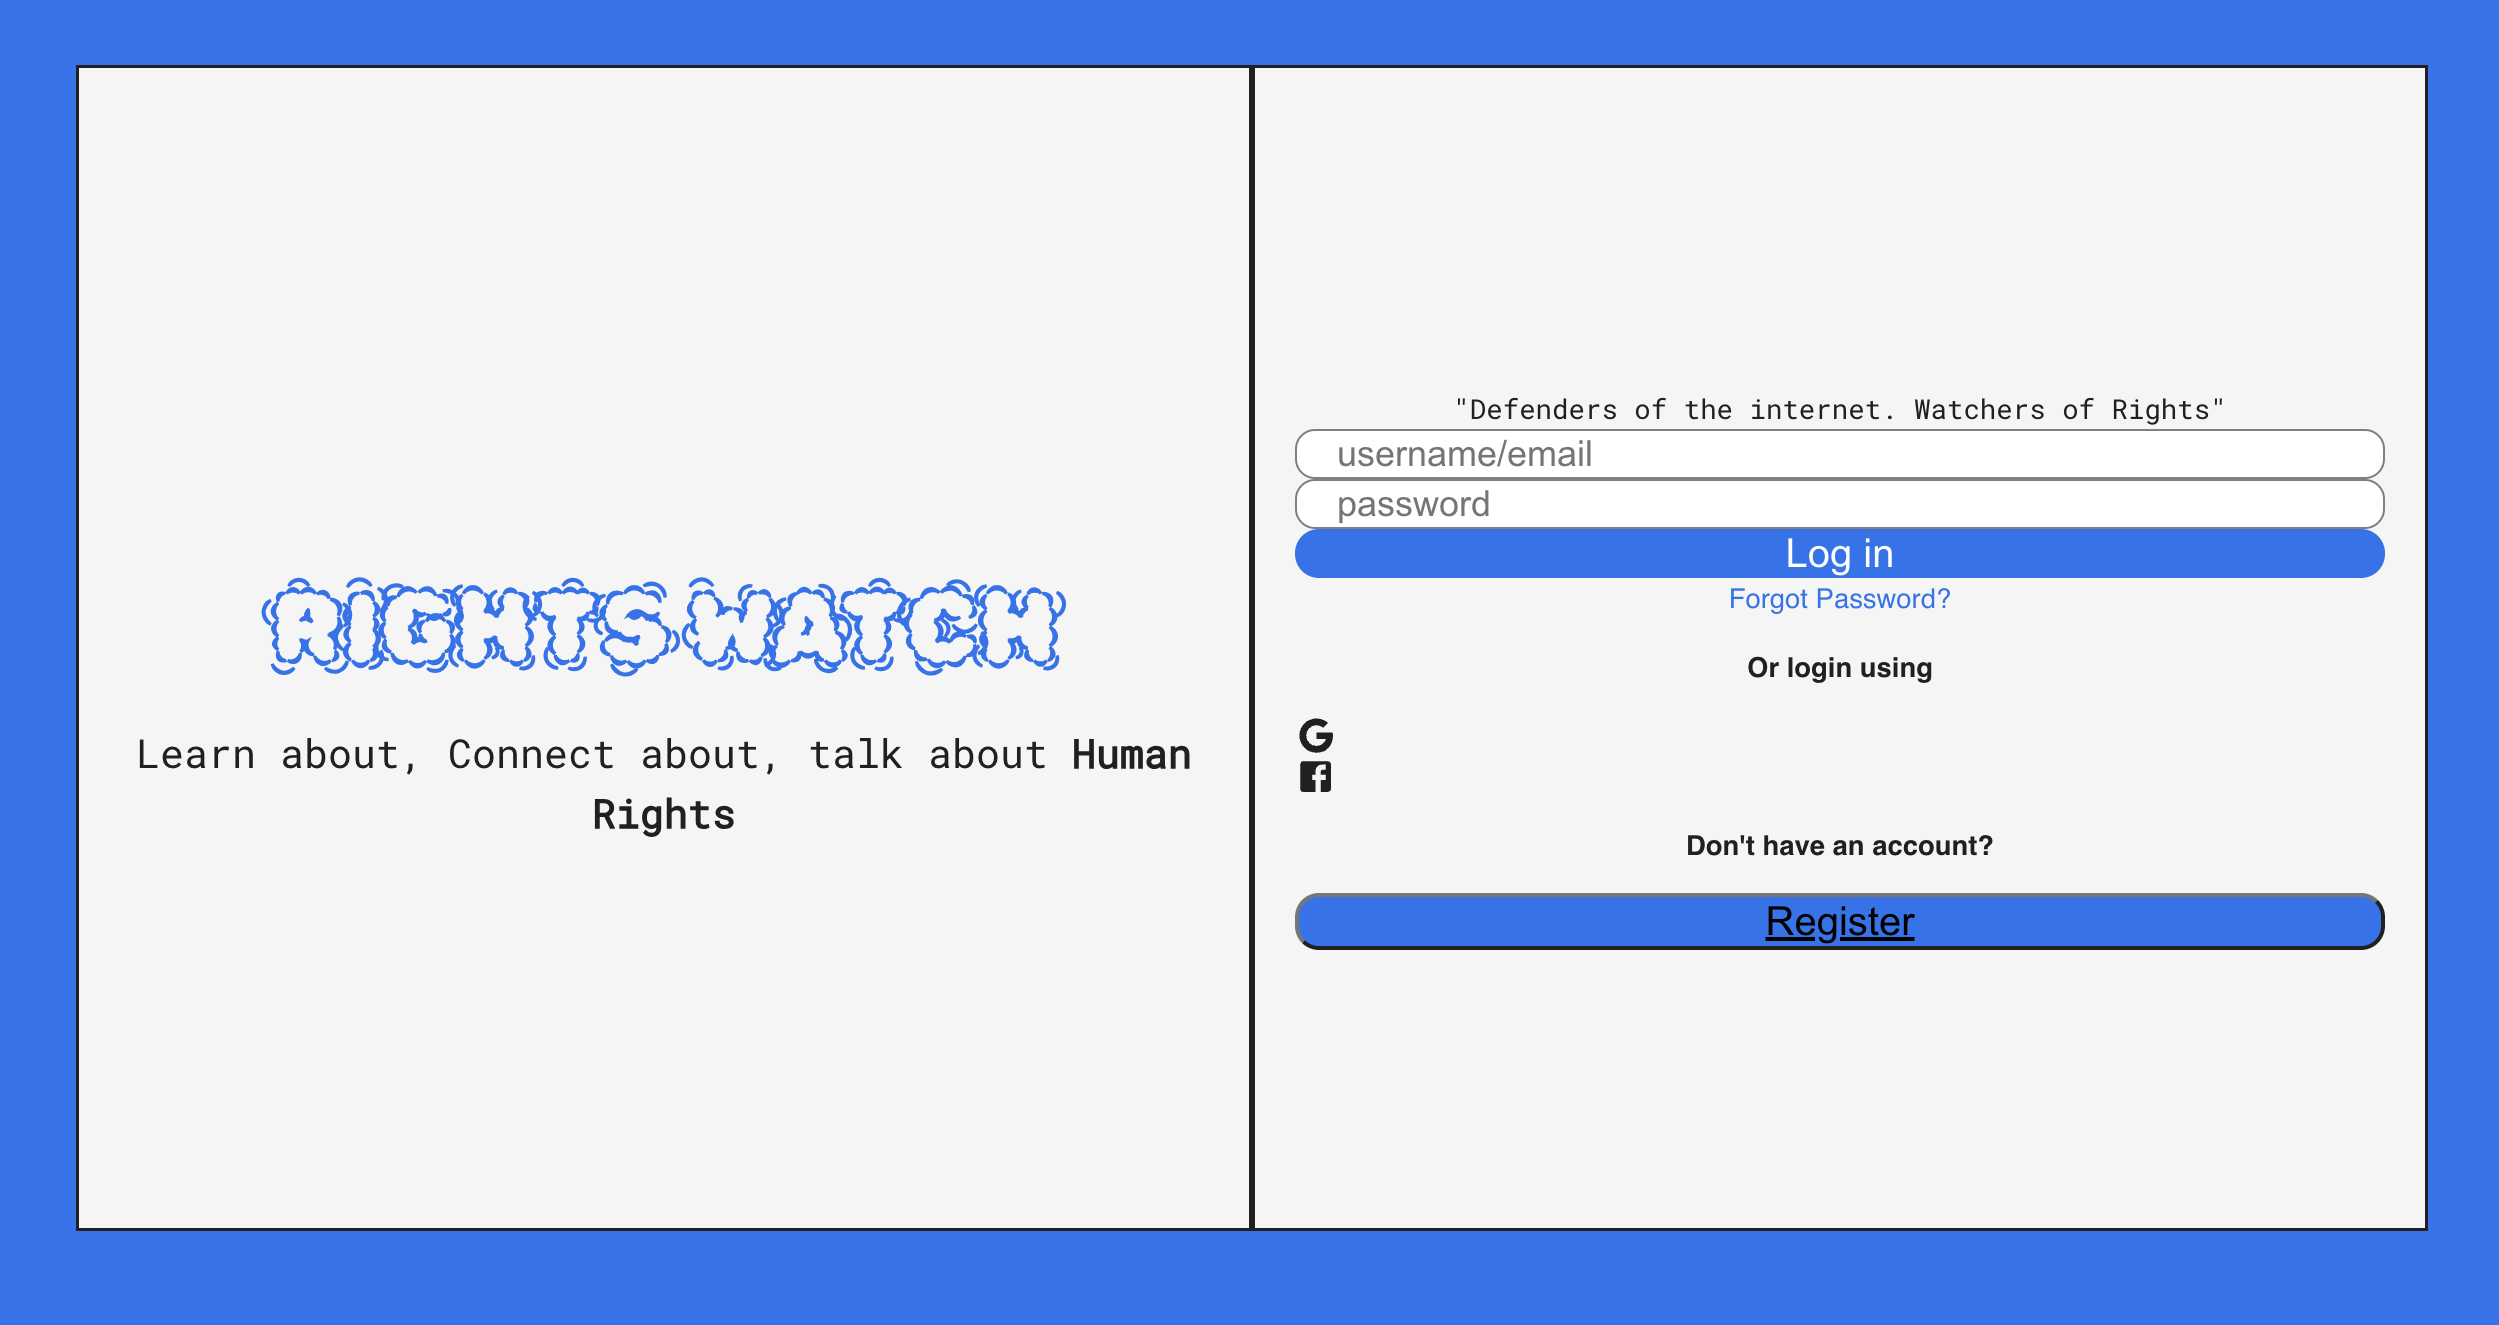 RIGHTS WATCH
Learn about, Connect about, talk about Human
Rights
"Defenders of the internet. Watchers of Rights"
username/email
password
Log in
Forgot Password?
Or login using
Don't have an account?
Register